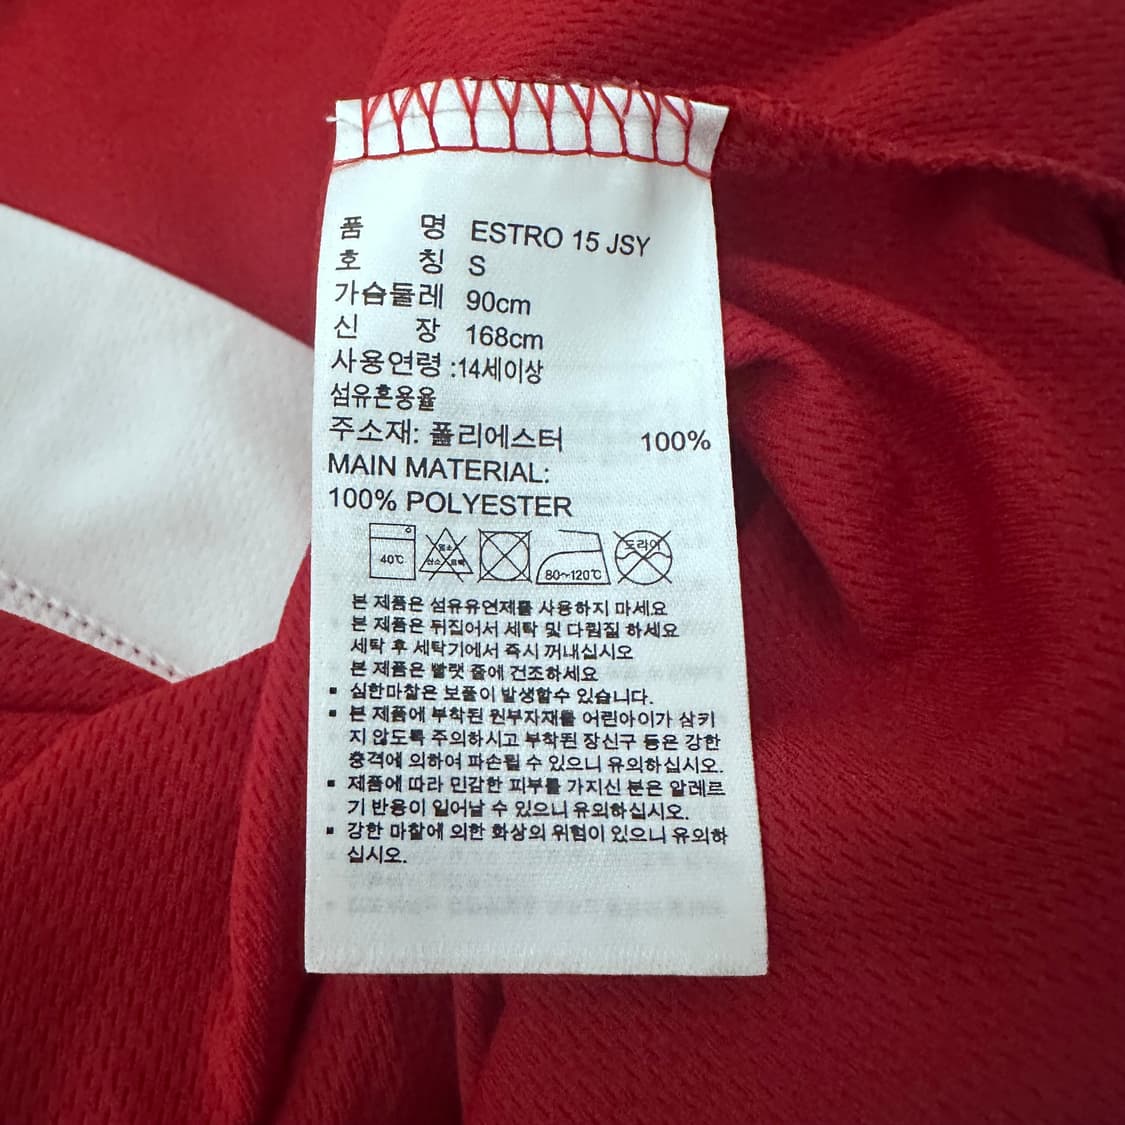 품 명 ESTRO 15 JSY
호 칭 S
가슴둘레 90cm
신 장 168cm
사용연령 :14세이상
섬유혼용율
주소재: 폴리에스터 100%
MAIN MATERIAL:
100% POLYESTER
40℃ 염소 산소 표백 80~120℃ 드라이
본 제품은 섬유유연제를 사용하지 마세요
본 제품은 뒤집어서 세탁 및 다림질 하세요
세탁 후 세탁기에서 즉시 꺼내십시오
본 제품은 빨랫 줄에 건조하세요
▪ 심한마찰은 보풀이 발생할수 있습니다.
▪ 본 제품에 부착된 원부자재를 어린아이가 삼키
지 않도록 주의하시고 부착된 장신구 등은 강한
충격에 의하여 파손될 수 있으니 유의하십시오.
▪ 제품에 따라 민감한 피부를 가지신 분은 알레르
기 반응이 일어날 수 있으니 유의하십시오.
▪ 강한 마찰에 의한 화상의 위험이 있으니 유의하
십시오.